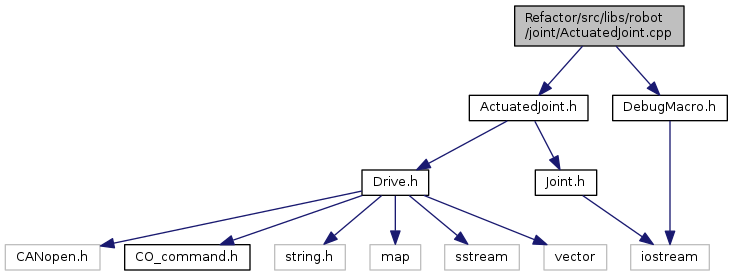 Refactor/src/libs/robot
/joint/ActuatedJoint.cpp
ActuatedJoint.h
DebugMacro.h
Drive.h
Joint.h
CANopen.h
CO_command.h
string.h
map
sstream
vector
iostream